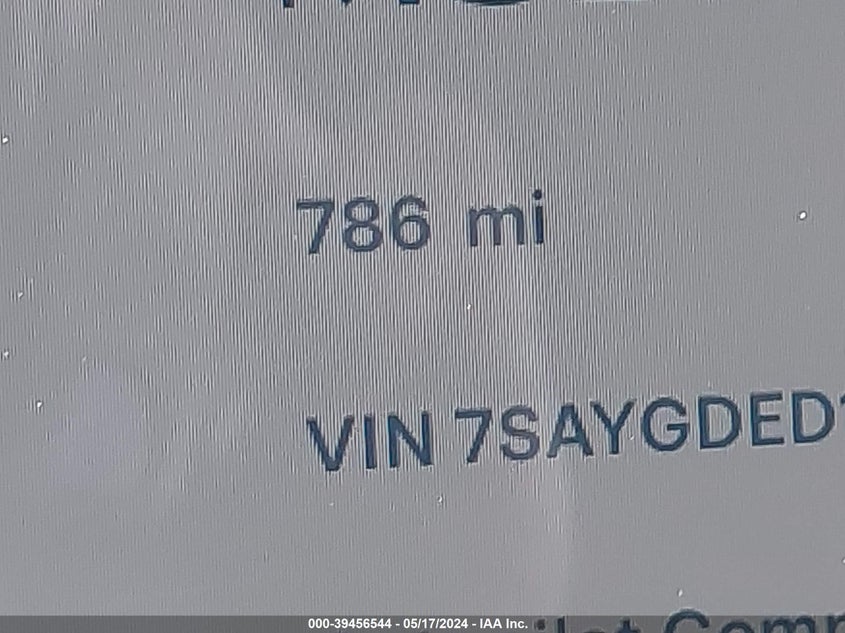 786 mi
VIN 7SAYGDED
000-39456544 - 05/17/2024 - IAA Inc.